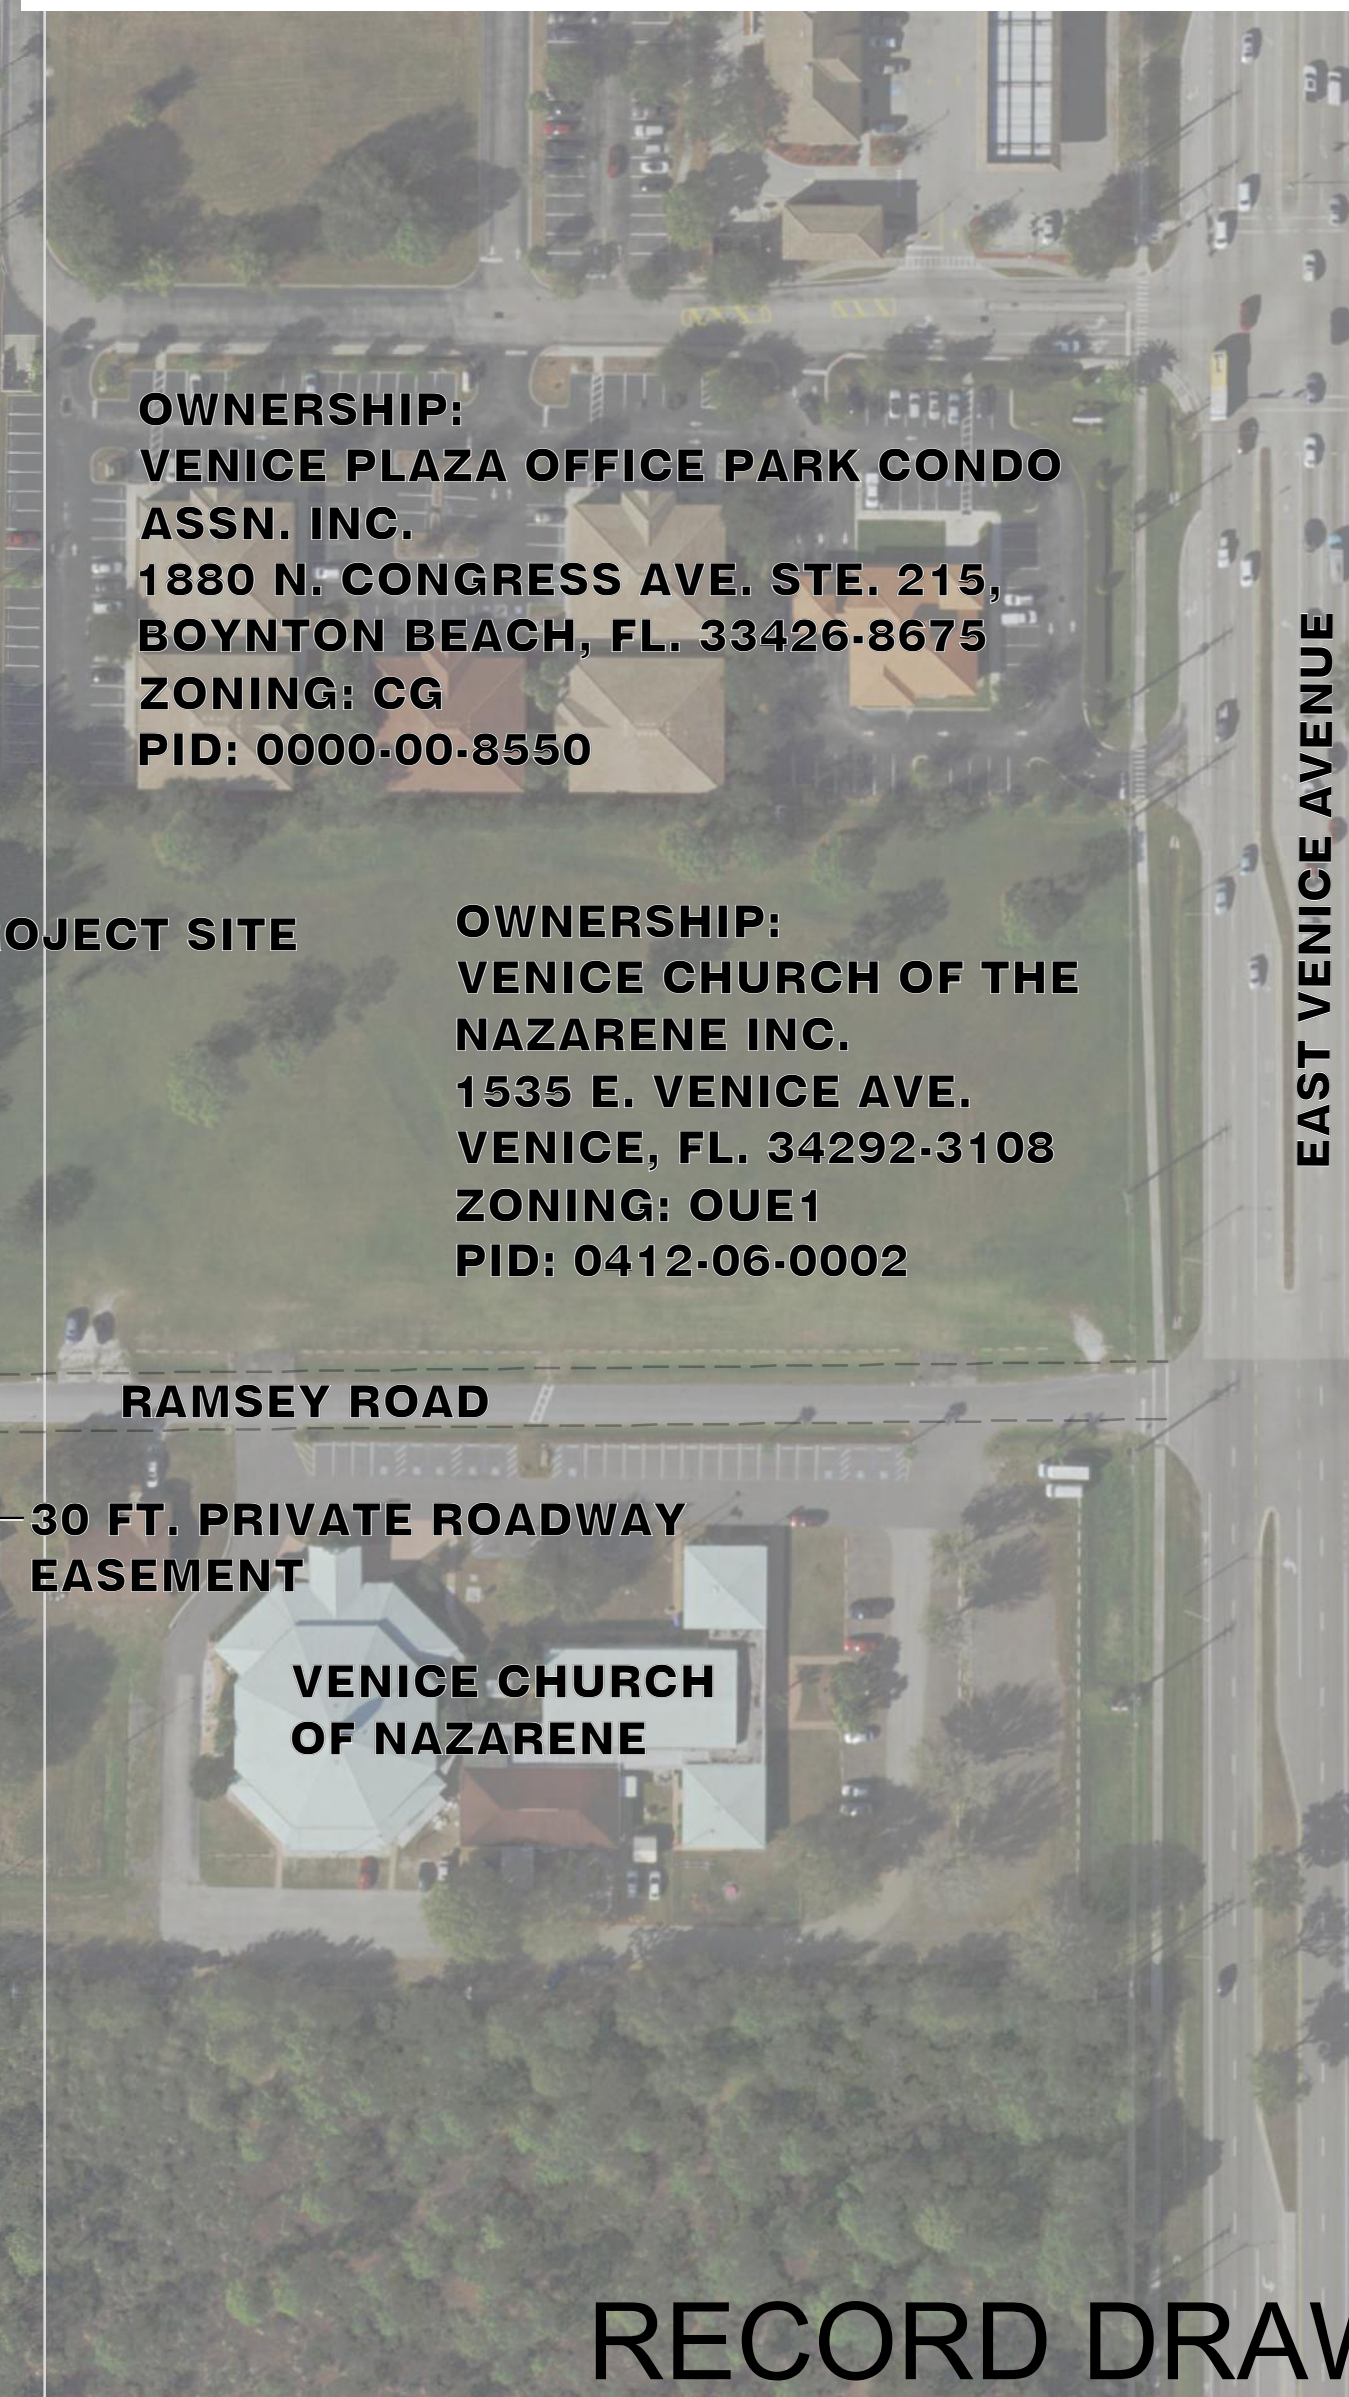 OWNERSHIP:
VENICE PLAZA OFFICE PARK CONDO
ASSN. INC.
1880 N. CONGRESS AVE. STE. 215,
BOYNTON BEACH, FL. 33426-8675
ZONING: CG
PID: 0000-00-8550
EAST VENICE AVENUE
OJECT SITE
OWNERSHIP:
VENICE CHURCH OF THE
NAZARENE INC.
1535 E. VENICE AVE.
VENICE, FL. 34292-3108
ZONING: OUE1
PID: 0412-06-0002
RAMSEY ROAD
30 FT. PRIVATE ROADWAY
EASEMENT
VENICE CHURCH
OF NAZARENE
RECORD DRAW